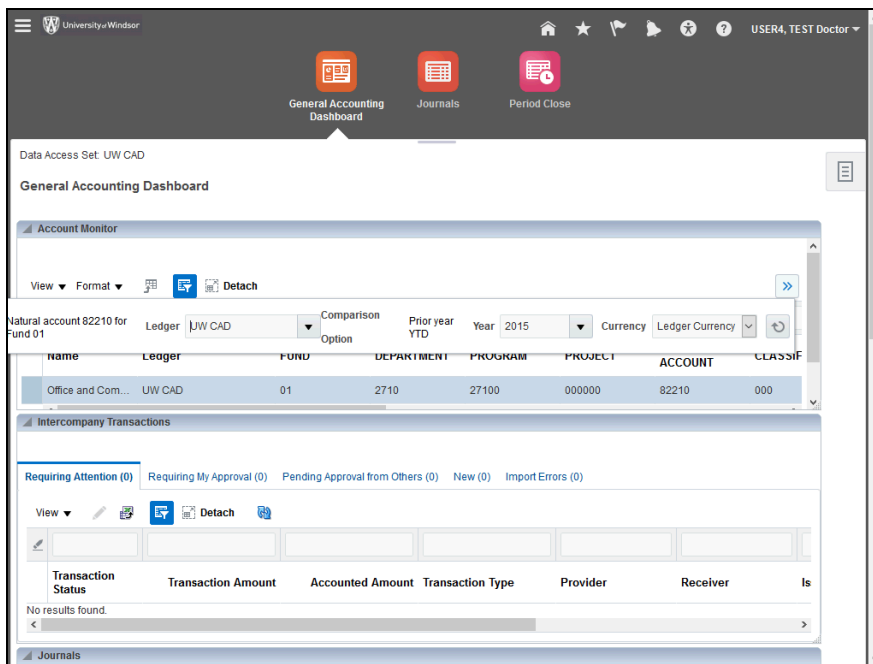 University of Windsor
USER4, TEST Doctor
General Accounting Dashboard
Journals
Period Close
Data Access Set: UW CAD
General Accounting Dashboard
Account Monitor
View Format Detach
Natural account 82210 for Fund 01
Ledger UW CAD
Comparison Option
Prior year YTD
Year 2015
Currency Ledger Currency
Name Ledger FUND DEPARTMENT PROGRAM PROJECT ACCOUNT CLASSIF
Office and Com... UW CAD 01 2710 27100 000000 82210 000
Intercompany Transactions
Requiring Attention (0) Requiring My Approval (0) Pending Approval from Others (0) New (0) Import Errors (0)
View Detach
Transaction Status Transaction Amount Accounted Amount Transaction Type Provider Receiver Is
No results found.
Journals